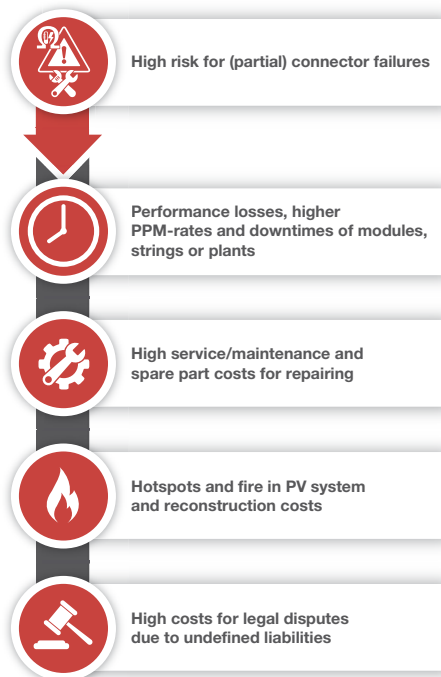 High risk for (partial) connector failures
Performance losses, higher
PPM-rates and downtimes of modules,
strings or plants
High service/maintenance and
spare part costs for repairing
Hotspots and fire in PV system
and reconstruction costs
High costs for legal disputes
due to undefined liabilities